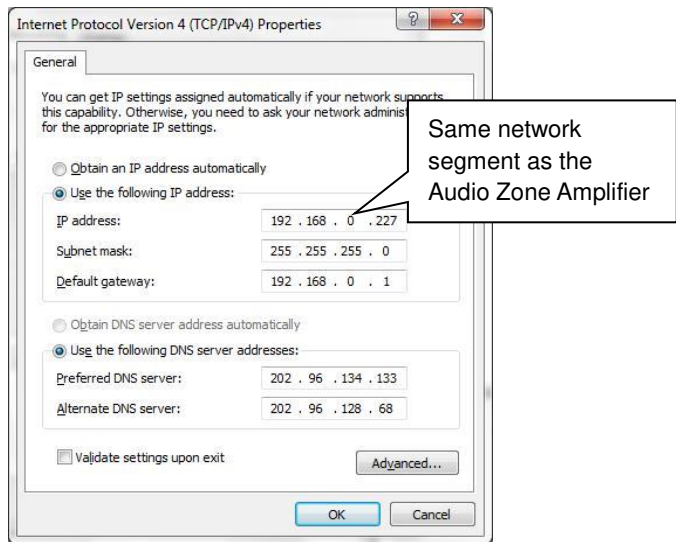 Internet Protocol Version 4 (TCP/IPv4) Properties
General
You can get IP settings assigned automatically if your network supports
this capability. Otherwise, you need to ask your network
for the appropriate IP settings.
Same network
segment as the
Audio Zone Amplifier
Obtain an IP address automatically
Use the following IP address:
IP address: 192 . 168 . 0 . 227
Subnet mask: 255 . 255 . 255 . 0
Default gateway: 192 . 168 . 0 . 1
Obtain DNS server address automatically
Use the following DNS server addresses:
Preferred DNS server: 202 . 96 . 134 . 133
Alternate DNS server: 202 . 96 . 128 . 68
Validate settings upon exit
Advanced...
OK
Cancel